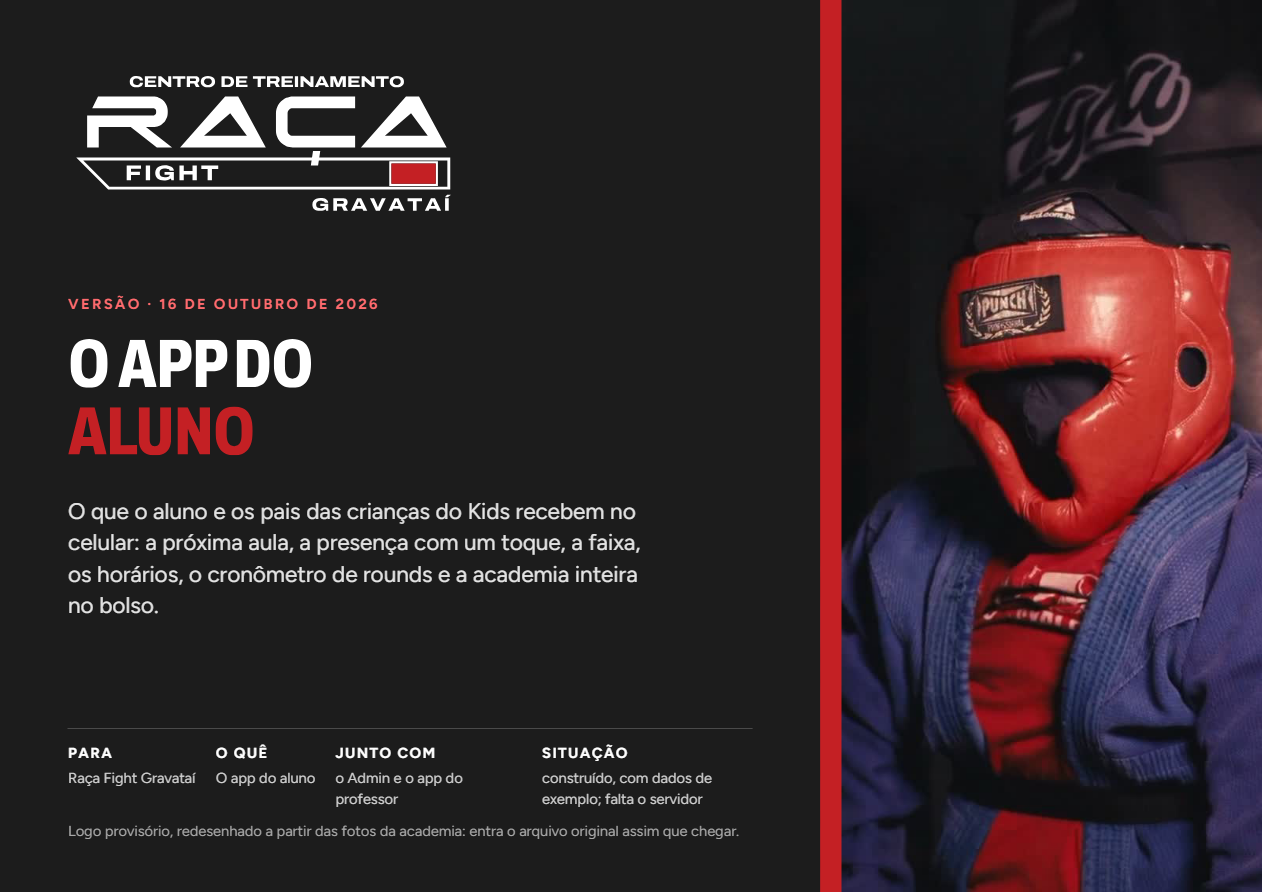 CENTRO DE TREINAMENTO
RAÇA
FIGHT
GRAVATAÍ
VERSÃO · 16 DE OUTUBRO DE 2026
O APP DO
ALUNO
O que o aluno e os pais das crianças do Kids recebem no
celular: a próxima aula, a presença com um toque, a faixa,
os horários, o cronômetro de rounds e a academia inteira
no bolso.
PARA
Raça Fight Gravataí
O QUÊ
O app do aluno
JUNTO COM
o Admin e o app do
professor
SITUAÇÃO
construído, com dados de
exemplo; falta o servidor
Logo provisório, redesenhado a partir das fotos da academia: entra o arquivo original assim que chegar.
PUNCH